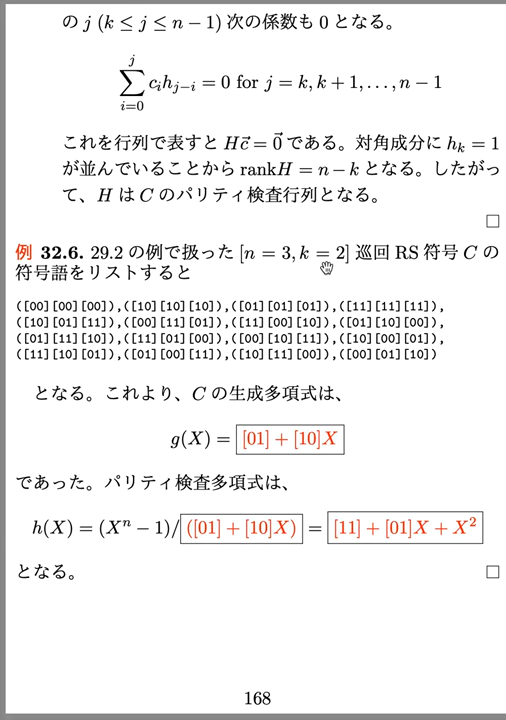 の j (k ≤ j ≤ n − 1) 次の係数も 0 となる。
j
∑ c_i h_{j−i} = 0 for j = k, k + 1, . . . , n − 1
i=0
これを行列で表すと Hc⃗ = 0⃗ である。対角成分に h_k = 1
が並んでいることから rankH = n − k となる。したがっ
て、H は C のパリティ検査行列となる。
□
例 32.6. 29.2 の例で扱った [n = 3, k = 2] 巡回 RS 符号 C の
符号語をリストすると
([00][00][00]),([10][10][10]),([01][01][01]),([11][11][11]),
([10][01][11]),([00][11][01]),([11][00][10]),([01][10][00]),
([01][11][10]),([11][01][00]),([00][10][11]),([10][00][01]),
([11][10][01]),([01][00][11]),([10][11][00]),([00][01][10])
となる。これより、C の生成多項式は、
g(X) = [01] + [10]X
であった。パリティ検査多項式は、
h(X) = (X^n − 1)/([01] + [10]X) = [11] + [01]X + X^2
となる。 □
168